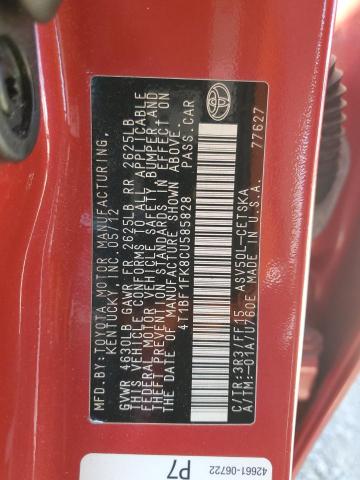 MFD BY: TOYOTA MOTOR MANUFACTURING,
KENTUCKY, INC 05/12
GVWR 4630LB GAWR FR 2625LB RR 2625LB
THIS VEHICLE CONFORMS TO ALL APPLICABLE
FEDERAL MOTOR VEHICLE SAFETY, BUMPER, AND
THEFT PREVENTION STANDARDS IN EFFECT ON
THE DATE OF MANUFACTURE SHOWN ABOVE.
4T1BF1FK8CU585828 PASS.CAR
C/TR:3R3/FF15 ASV50L-CETSKA
A/TM:-01A/U760E MADE IN U.S.A. 77627
42661-06722
P7